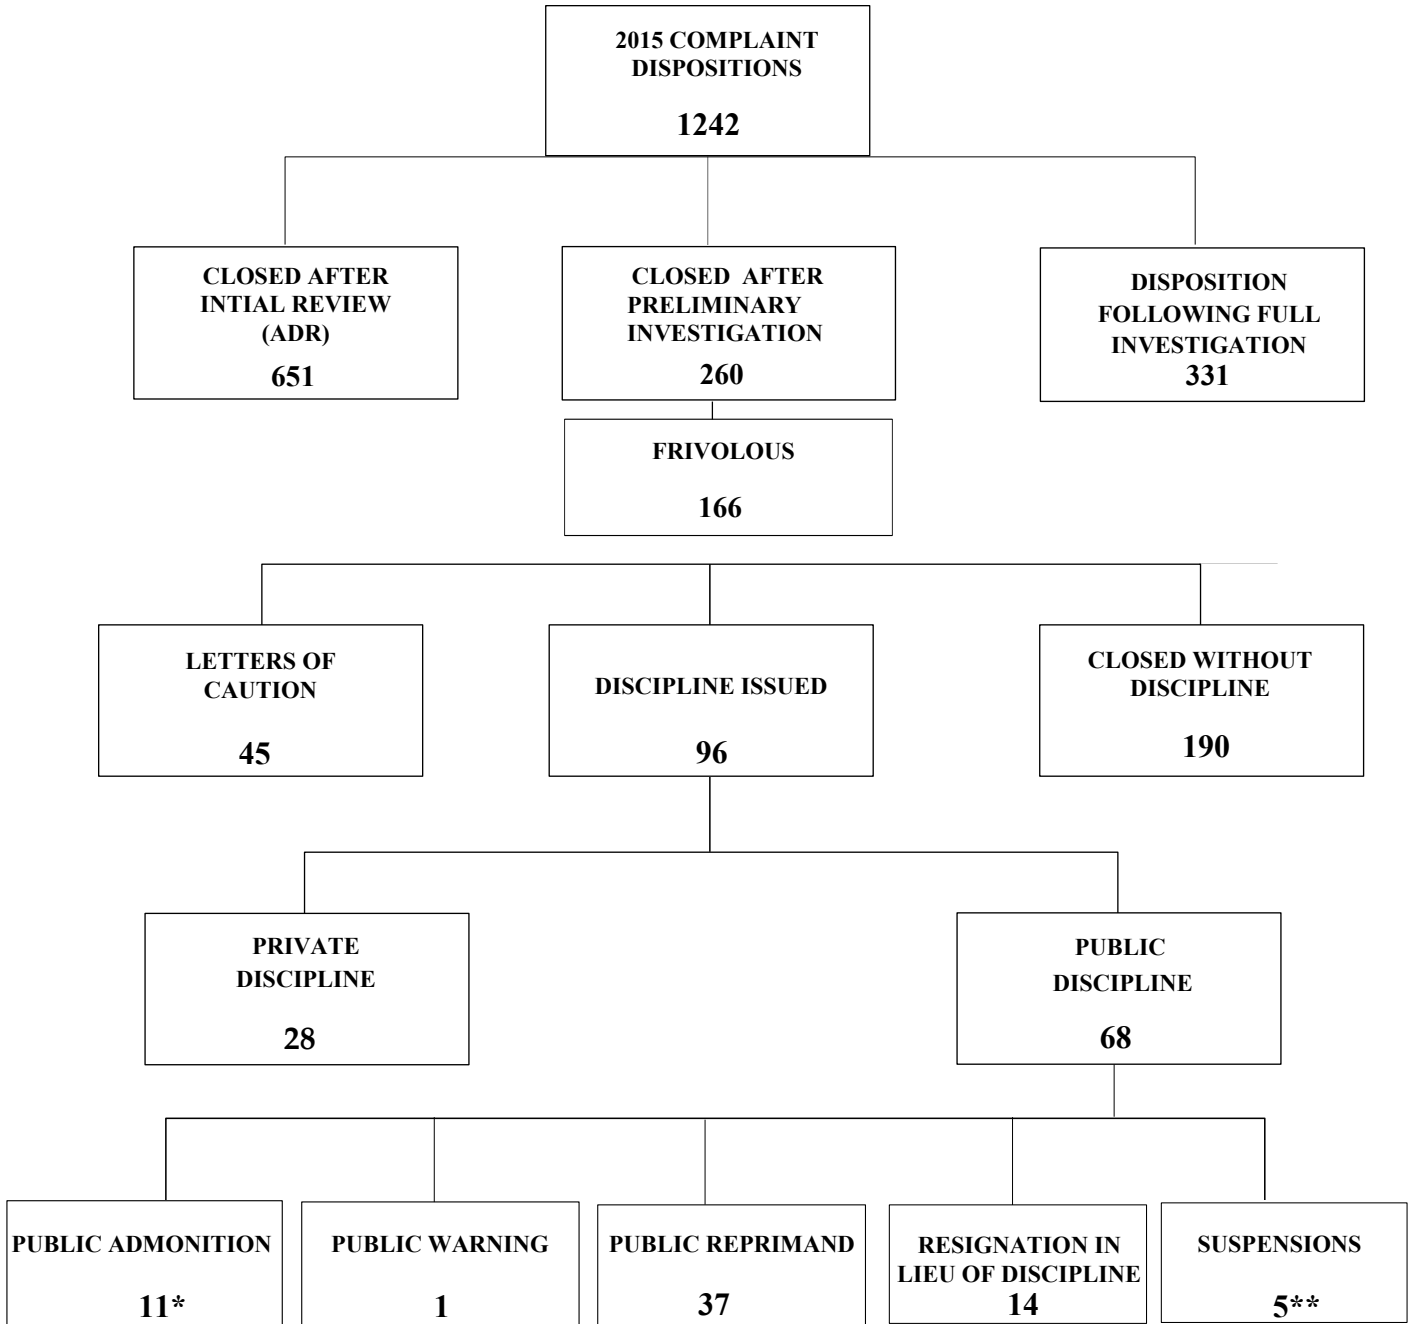 2015 COMPLAINT
DISPOSITIONS
1242
CLOSED AFTER
INTIAL REVIEW
(ADR)
651
CLOSED AFTER
PRELIMINARY
INVESTIGATION
260
DISPOSITION
FOLLOWING FULL
INVESTIGATION
331
FRIVOLOUS
166
LETTERS OF
CAUTION
45
DISCIPLINE ISSUED
96
CLOSED WITHOUT
DISCIPLINE
190
PRIVATE
DISCIPLINE
28
PUBLIC
DISCIPLINE
68
PUBLIC ADMONITION
11*
PUBLIC WARNING
1
PUBLIC REPRIMAND
37
RESIGNATION IN
LIEU OF DISCIPLINE
14
SUSPENSIONS
5**